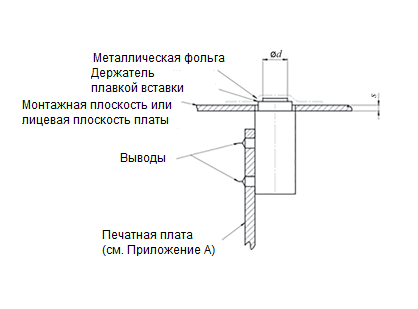 Металлическая фольга
Держатель
плавкой вставки
Монтажная плоскость или
лицевая плоскость платы
Выводы
Печатная плата
(см. Приложение А)
ød
s